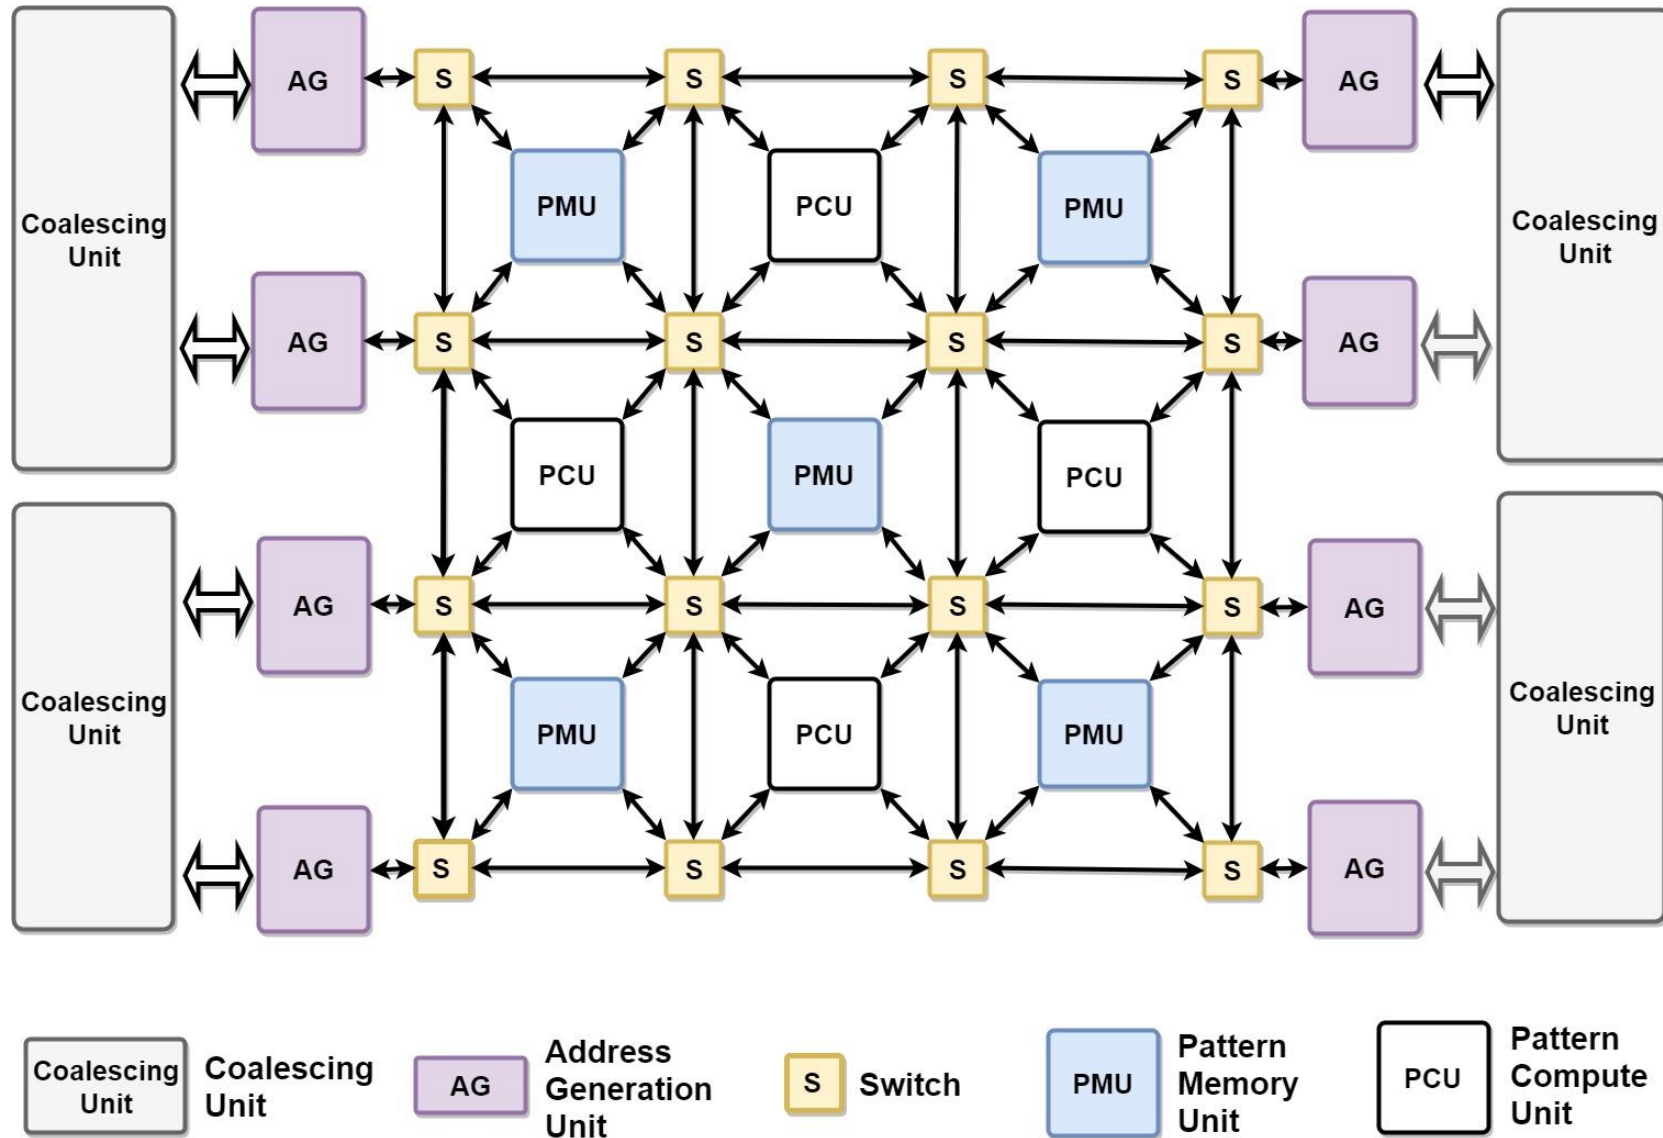 AG
S
S
S
S
AG
PMU
PCU
PMU
Coalescing
Unit
Coalescing
Unit
AG
S
S
S
S
AG
PCU
PMU
PCU
AG
S
S
S
S
AG
Coalescing
Unit
Coalescing
Unit
PMU
PCU
PMU
AG
S
S
S
S
AG
Coalescing
Unit
Coalescing
Unit
AG
Address
Generation
Unit
S
Switch
PMU
Pattern
Memory
Unit
PCU
Pattern
Compute
Unit